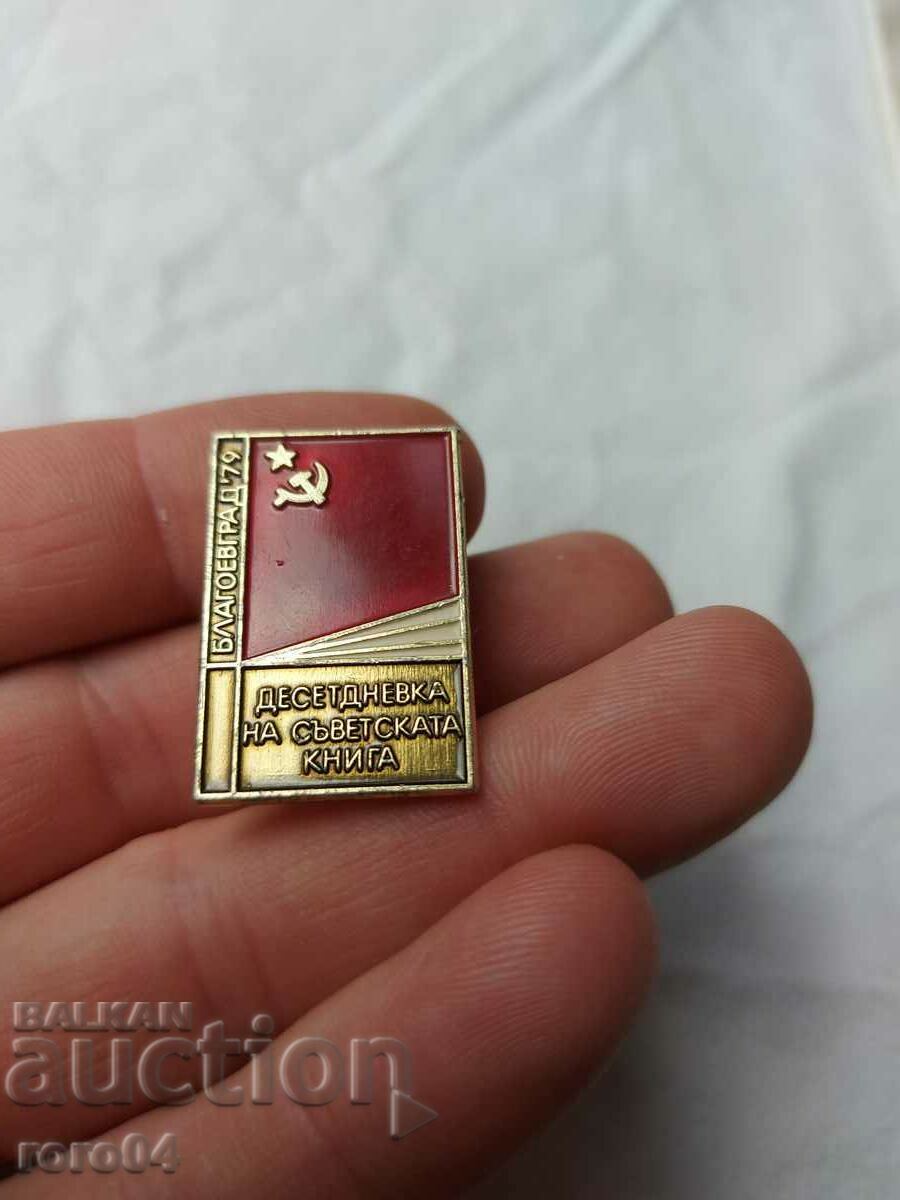 БЛАГОЕВГРАД '79
ДЕСЕТДНЕВКА
НА СЪВЕТСКАТА
КНИГА
BALKAN
auction
roro04